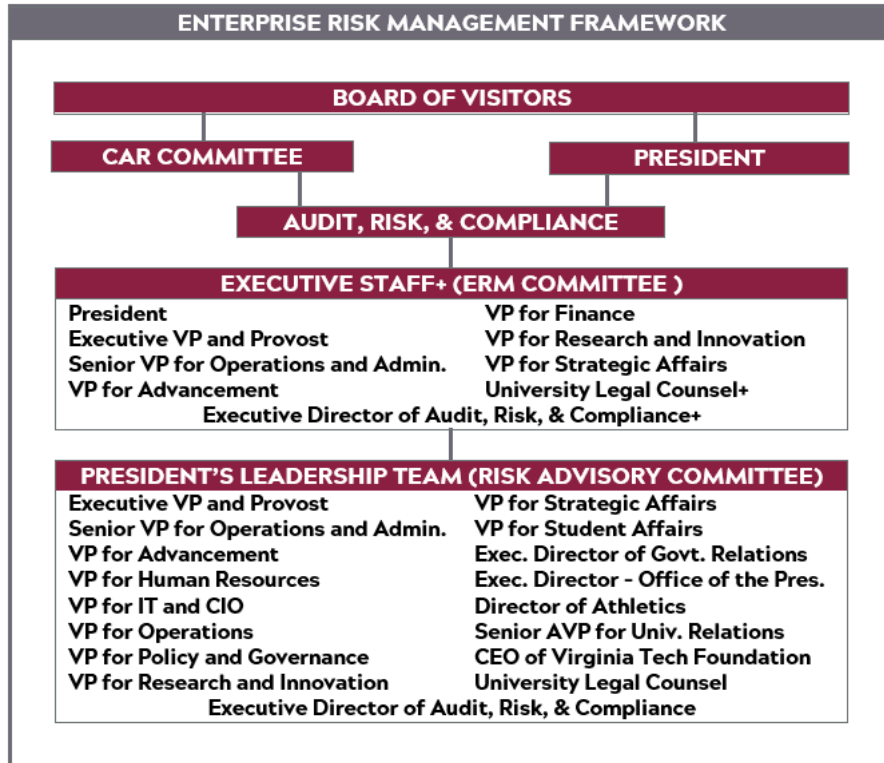 ENTERPRISE RISK MANAGEMENT FRAMEWORK
BOARD OF VISITORS
CAR COMMITTEE
PRESIDENT
AUDIT, RISK, & COMPLIANCE
EXECUTIVE STAFF+ (ERM COMMITTEE )
President
Executive VP and Provost
Senior VP for Operations and Admin.
VP for Advancement
VP for Finance
VP for Research and Innovation
VP for Strategic Affairs
University Legal Counsel+
Executive Director of Audit, Risk, & Compliance+
PRESIDENT'S LEADERSHIP TEAM (RISK ADVISORY COMMITTEE)
Executive VP and Provost
Senior VP for Operations and Admin.
VP for Advancement
VP for Human Resources
VP for IT and CIO
VP for Operations
VP for Policy and Governance
VP for Research and Innovation
VP for Strategic Affairs
VP for Student Affairs
Exec. Director of Govt. Relations
Exec. Director - Office of the Pres.
Director of Athletics
Senior AVP for Univ. Relations
CEO of Virginia Tech Foundation
University Legal Counsel
Executive Director of Audit, Risk, & Compliance